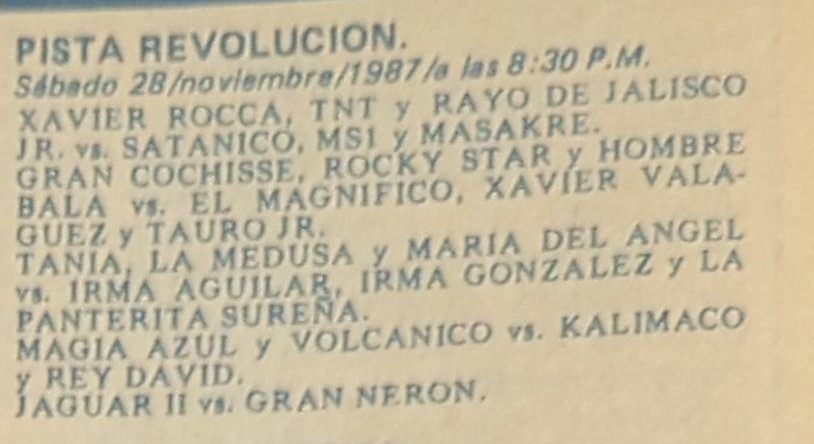 PISTA REVOLUCION.
Sábado 28/noviembre/1987/a las 8:30 P.M.
XAVIER ROCCA, TNT y RAYO DE JALISCO
JR. vs. SATANICO, MS1 y MASAKRE.
GRAN COCHISSE, ROCKY STAR y HOMBRE
BALA vs. EL MAGNIFICO, XAVIER VALA-
GUEZ y TAURO JR.
TANIA, LA MEDUSA y MARIA DEL ANGEL
vs. IRMA AGUILAR, IRMA GONZALEZ y LA
PANTERITA SUREÑA.
MAGIA AZUL y VOLCANICO vs. KALIMACO
y REY DAVID.
JAGUAR II vs. GRAN NERON.